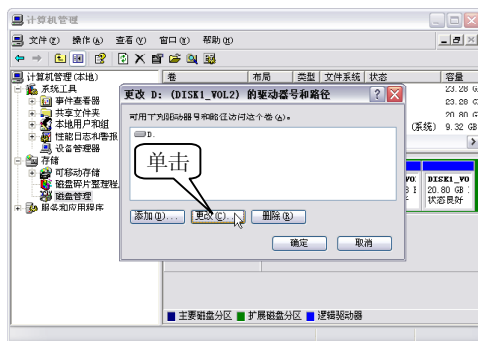 计算机管理
文件(F) 操作(A) 查看(V) 窗口(W) 帮助(H)
计算机管理(本地)
系统工具
事件查看器
共享文件夹
本地用户和组
性能日志和警报
设备管理器
存储
可移动存储
磁盘碎片整理程
磁盘管理
服务和应用程序
卷 布局 类型 文件系统 状态 容量
23.28 G
23.28 G
20.80 G
(系统) 9.32 GB
更改 D: (DISK1_VOL2) 的驱动器号和路径
可用下列驱动器号和路径访问这个卷(A):
D:
单击
添加(D)... 更改(C)... 删除(R)
确定 取消
DISK1_VO
20.80 GB
状态良好
主要磁盘分区 扩展磁盘分区 逻辑驱动器